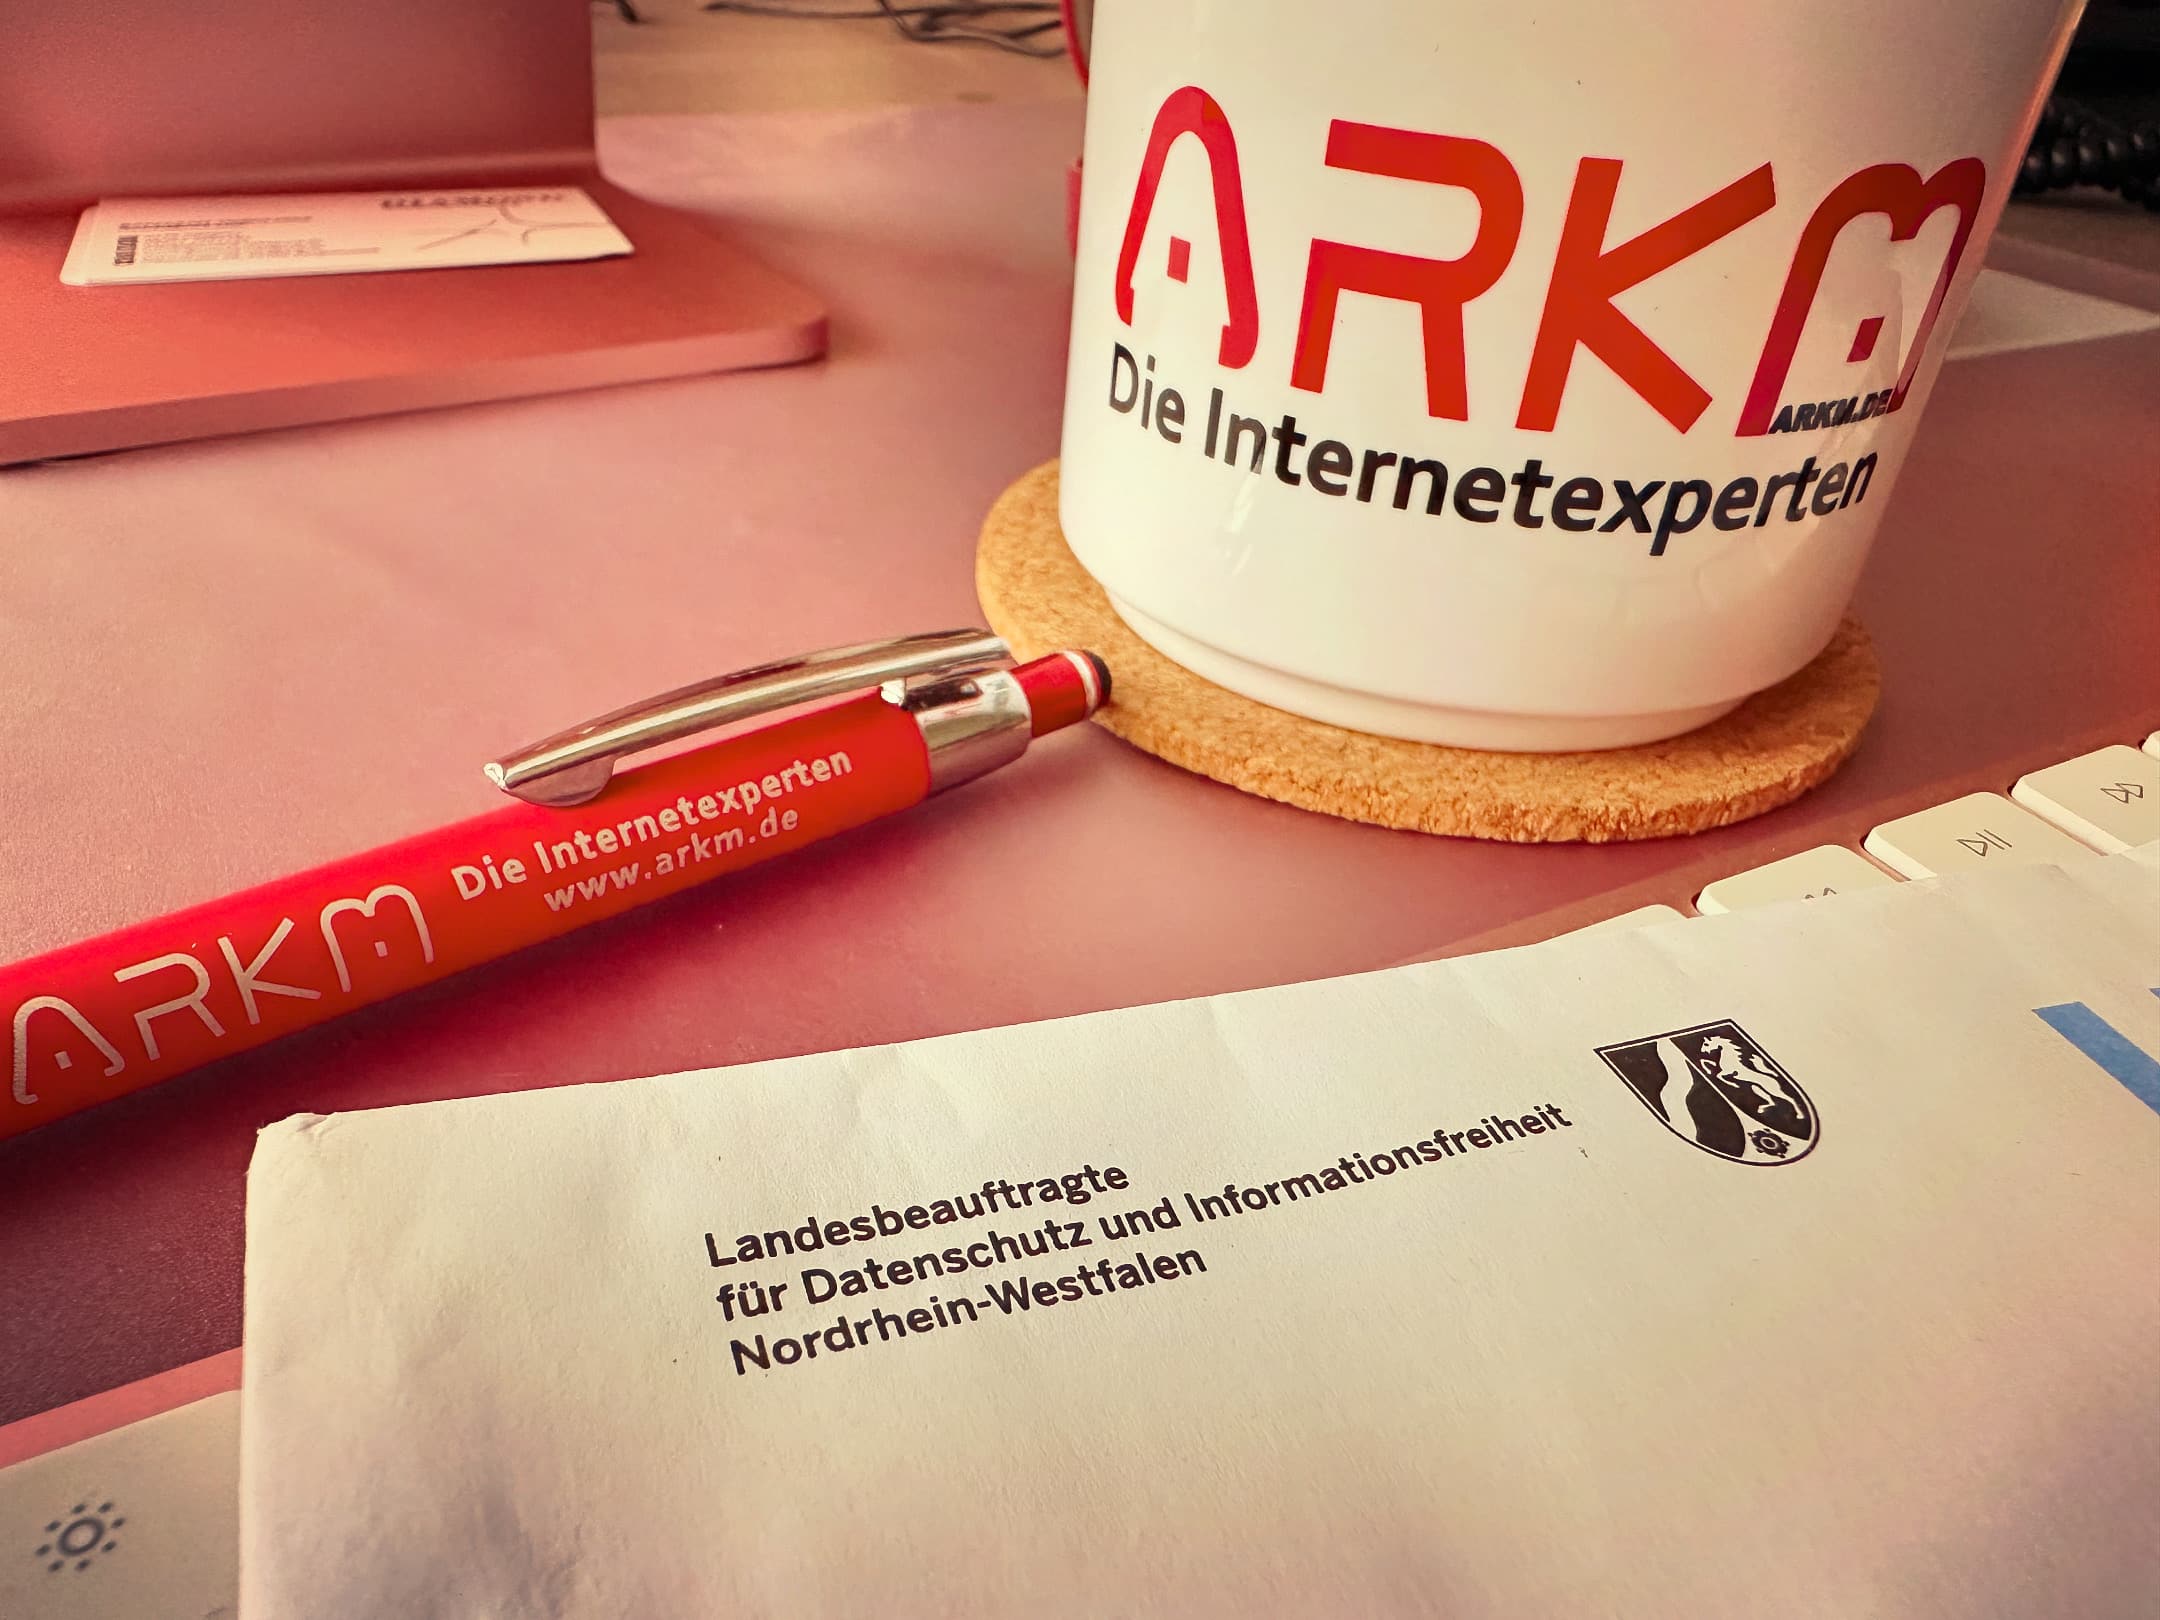 ARKM
ARKM.DE
Die Internetexperten
ARKM
Die Internetexperten
www.arkm.de
Landesbeauftragte
für Datenschutz und Informationsfreiheit
Nordrhein-Westfalen